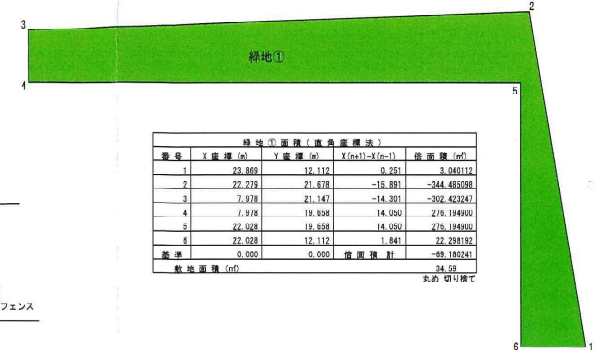 2
3
緑地①
4
5
緑地①面積(直角座標法)
番号 X座標(m) Y座標(m) X(n+1)-X(n-1) 倍面積(㎡)
1 23.869 12.112 0.251 3.040112
2 22.279 21.678 -15.891 -344.485098
3 7.978 21.147 -14.301 -302.423247
4 7.978 19.658 14.050 276.194900
5 22.028 19.658 14.050 276.194900
6 22.028 12.112 1.841 22.298192
基準 0.000 0.000 倍面積計 -69.180241
敷地面積(㎡) 34.59
丸め 切り捨て
フェンス
6
1